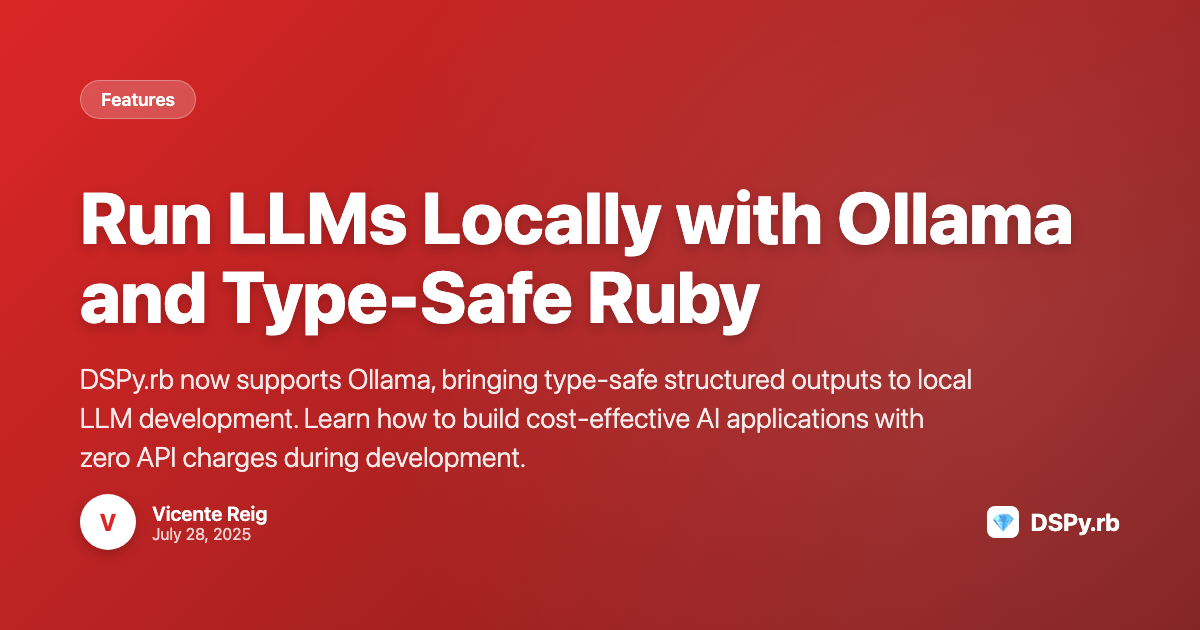 Features
Run LLMs Locally with Ollama
and Type-Safe Ruby
DSPy.rb now supports Ollama, bringing type-safe structured outputs to local
LLM development. Learn how to build cost-effective AI applications with
zero API charges during development.
V
Vicente Reig
July 28, 2025
DSPy.rb